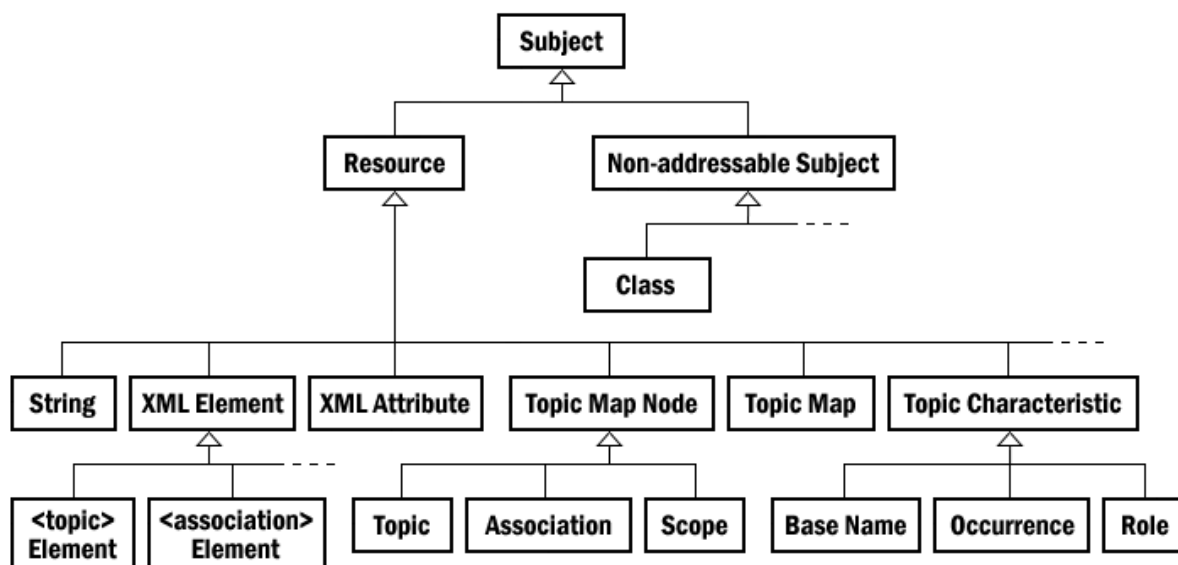 Subject
Resource
Non-addressable Subject
Class
String
XML Element
XML Attribute
Topic Map Node
Topic Map
Topic Characteristic
<topic>
Element
<association>
Element
Topic
Association
Scope
Base Name
Occurrence
Role